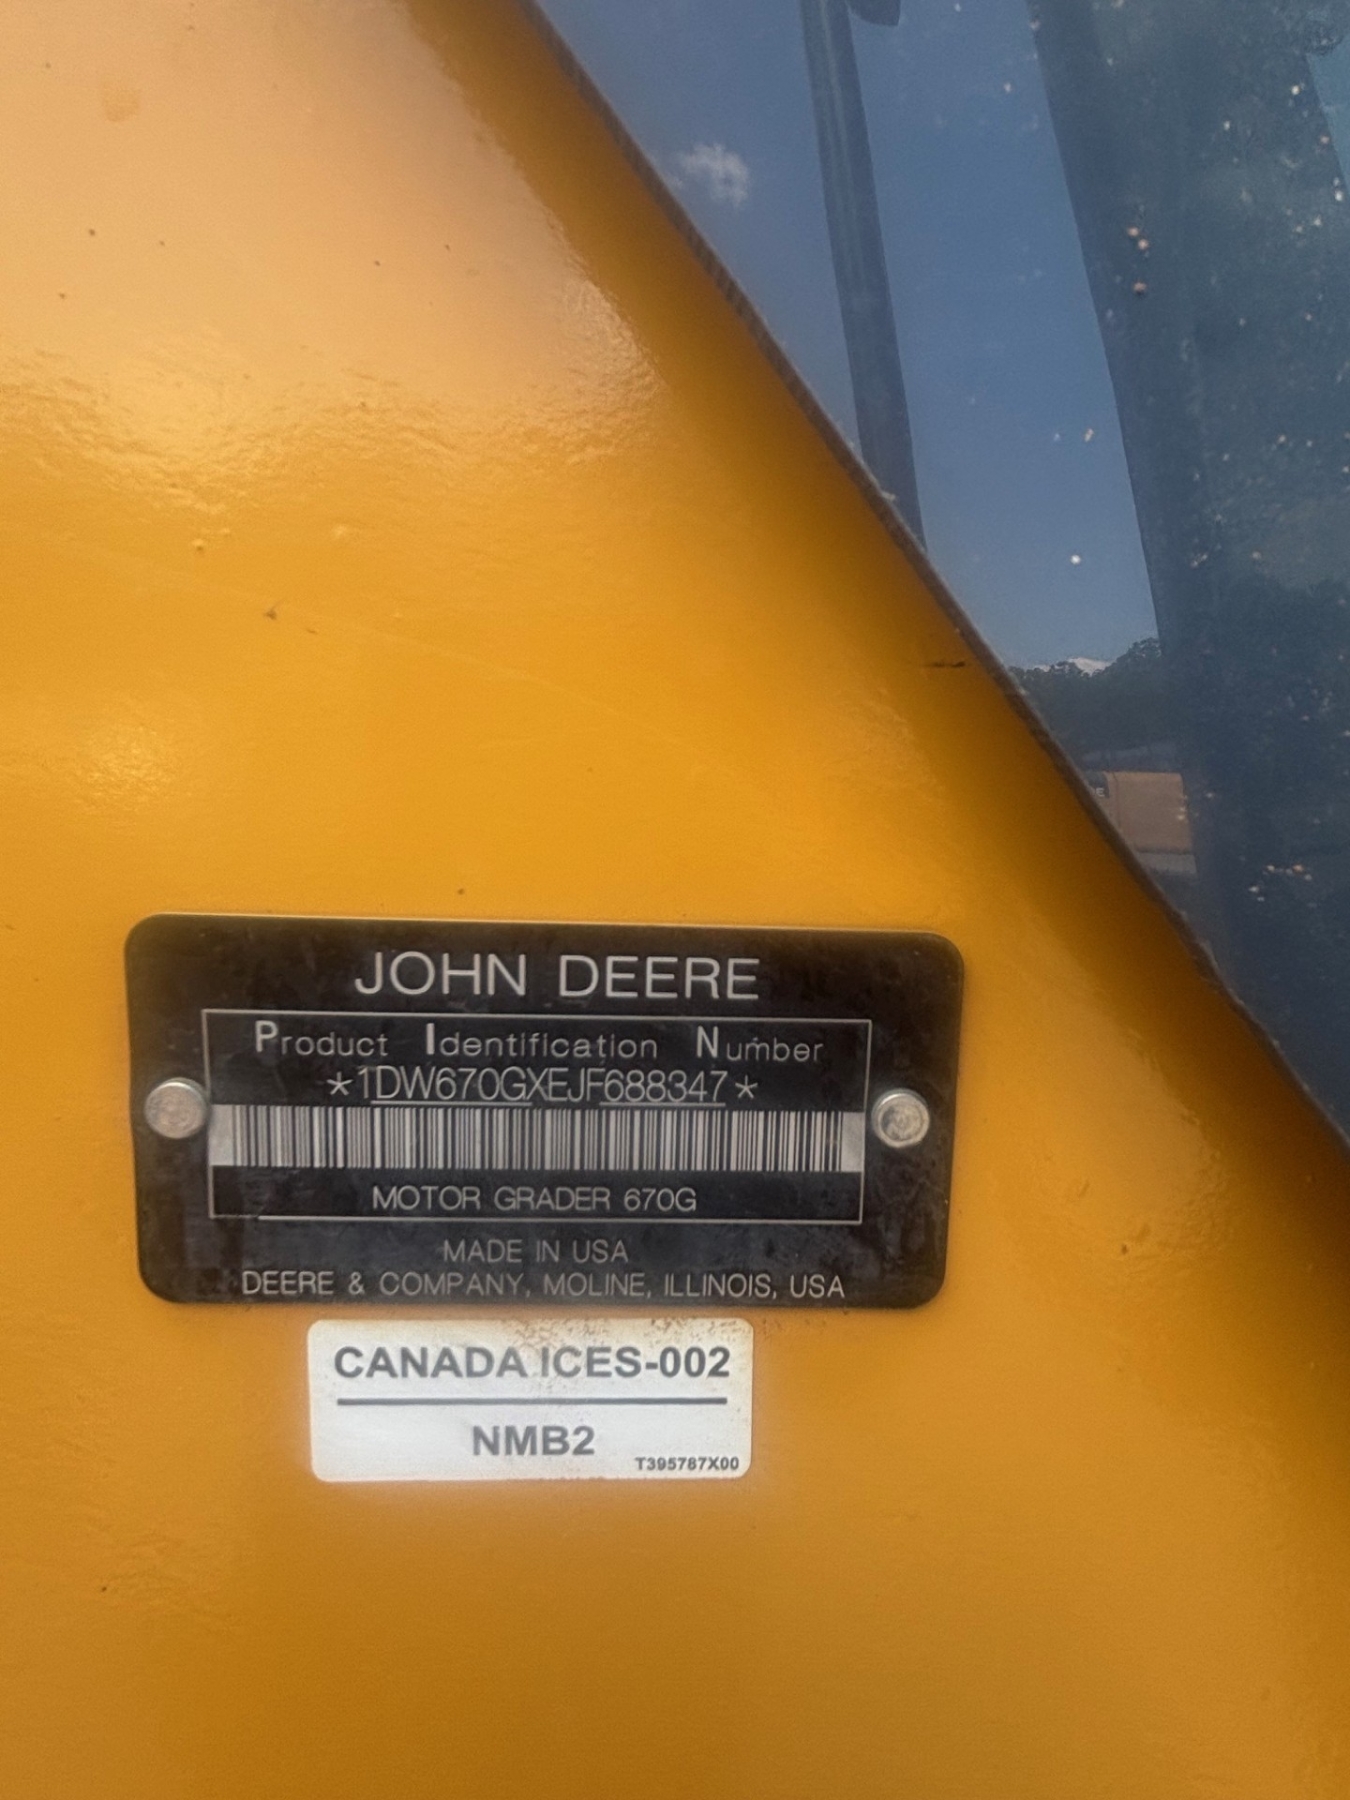 JOHN DEERE
Product Identification Number
*1DW670GXEJF688347*
MOTOR GRADER 670G
MADE IN USA
DEERE & COMPANY, MOLINE, ILLINOIS, USA
CANADA ICES-002
NMB2
T395787X00